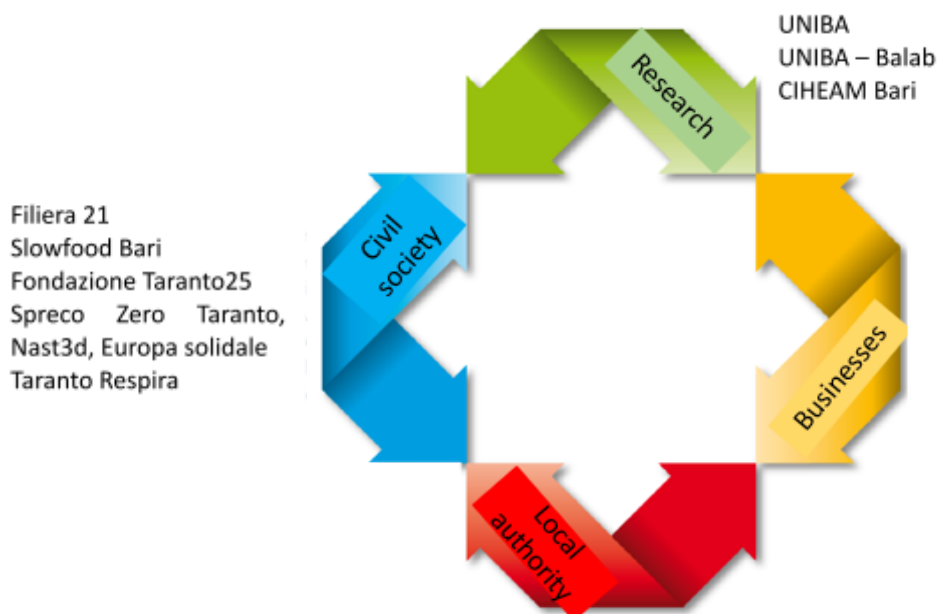 UNIBA
UNIBA – Balab
CIHEAM Bari
Research
Civil
society
Filiera 21
Slowfood Bari
Fondazione Taranto25
Spreco Zero Taranto,
Nast3d, Europa solidale
Taranto Respira
Businesses
Local
authority